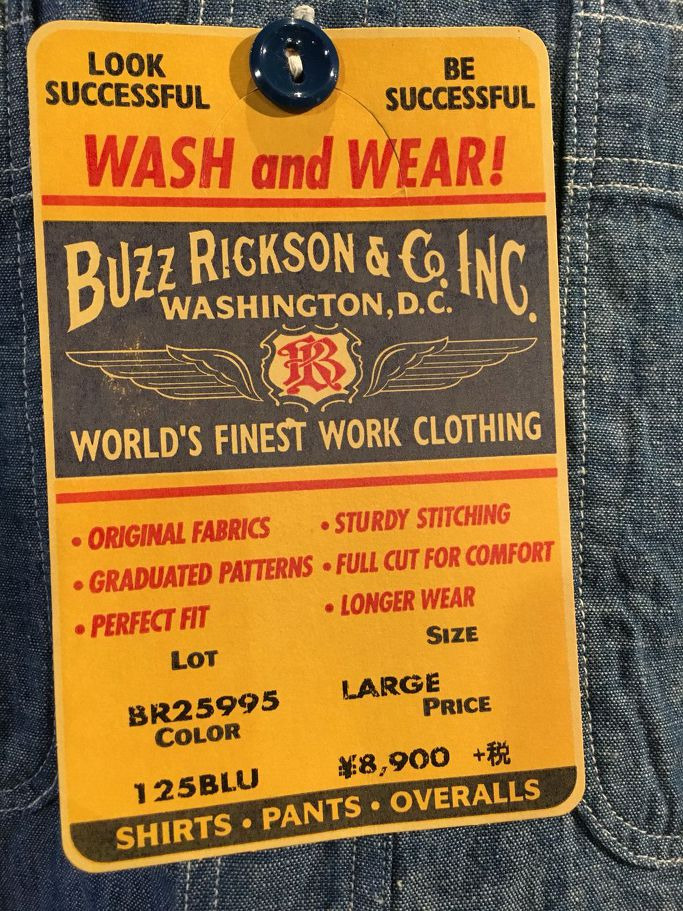 LOOK SUCCESSFUL
BE SUCCESSFUL
WASH and WEAR!
BUZZ RICKSON & Co. INC.
WASHINGTON, D.C.
BR
WORLD'S FINEST WORK CLOTHING
• ORIGINAL FABRICS
• GRADUATED PATTERNS
• PERFECT FIT
• STURDY STITCHING
• FULL CUT FOR COMFORT
• LONGER WEAR
LOT
BR25995
SIZE
LARGE
COLOR
125BLU
PRICE
¥8,900 +税
SHIRTS • PANTS • OVERALLS